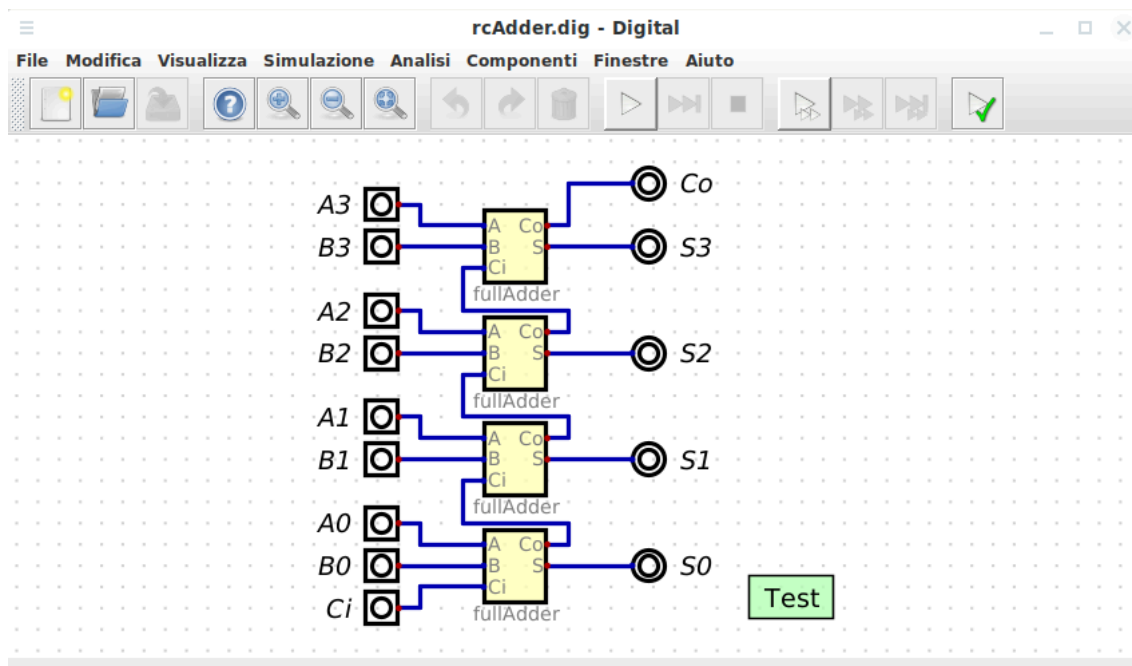 rcAdder.dig - Digital
File Modifica Visualizza Simulazione Analisi Componenti Finestre Aiuto
Co
A3
A Co
B3
B S
S3
Ci
fullAdder
A2
A Co
B2
B S
S2
Ci
fullAdder
A1
A Co
B1
B S
S1
Ci
fullAdder
A0
A Co
B0
B S
S0
Ci
Ci
fullAdder
Test